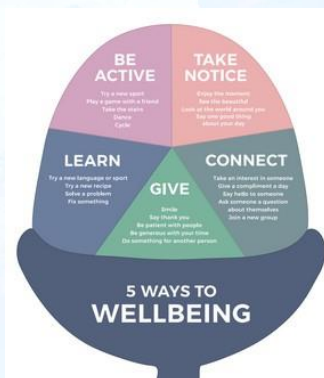 BE
ACTIVE
Try a new sport
Play a game with a friend
Take the stairs
Dance
Cycle
TAKE
NOTICE
Enjoy the moment
See the beautiful
Look at the world around you
Say one good thing
about your day
LEARN
Try a new language or sport
Try a new recipe
Solve a problem
Fix something
GIVE
Smile
Say thank you
Be patient with people
Be generous with your time
Do something for another person
CONNECT
Take an interest in someone
Give a compliment a day
Say hello to someone
Ask someone a question
about themselves
Join a new group
5 WAYS TO
WELLBEING